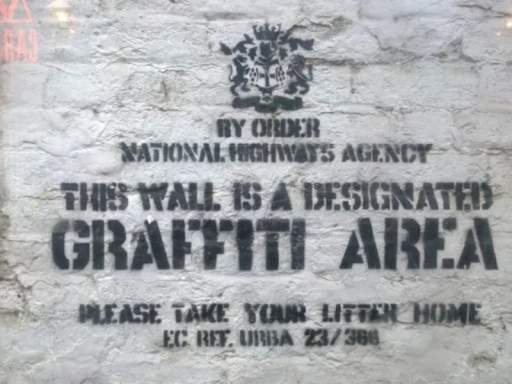 BY ORDER
NATIONAL HIGHWAYS AGENCY
THIS WALL IS A DESIGNATED
GRAFFITI AREA
PLEASE TAKE YOUR LITTER HOME
EC REF. URBA 23/366